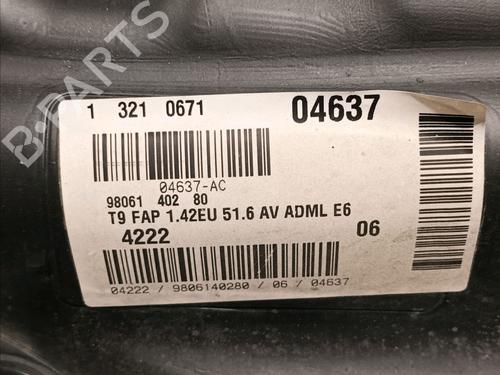 B-PARTS
1 321 0671 04637
04637-AC
98061 402 80
T9 FAP 1.42EU 51.6 AV ADML E6
4222 06
04222 / 9806140280 / 06 / 04637